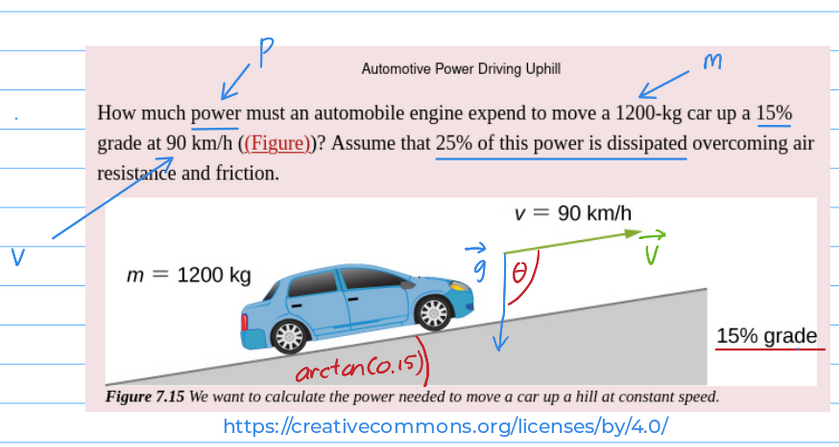 P
m
Automotive Power Driving Uphill
How much power must an automobile engine expend to move a 1200-kg car up a 15%
grade at 90 km/h ((Figure))? Assume that 25% of this power is dissipated overcoming air
resistance and friction.
V
v = 90 km/h
m = 1200 kg
g
θ
V
15% grade
arctan(0.15)
Figure 7.15 We want to calculate the power needed to move a car up a hill at constant speed.
https://creativecommons.org/licenses/by/4.0/